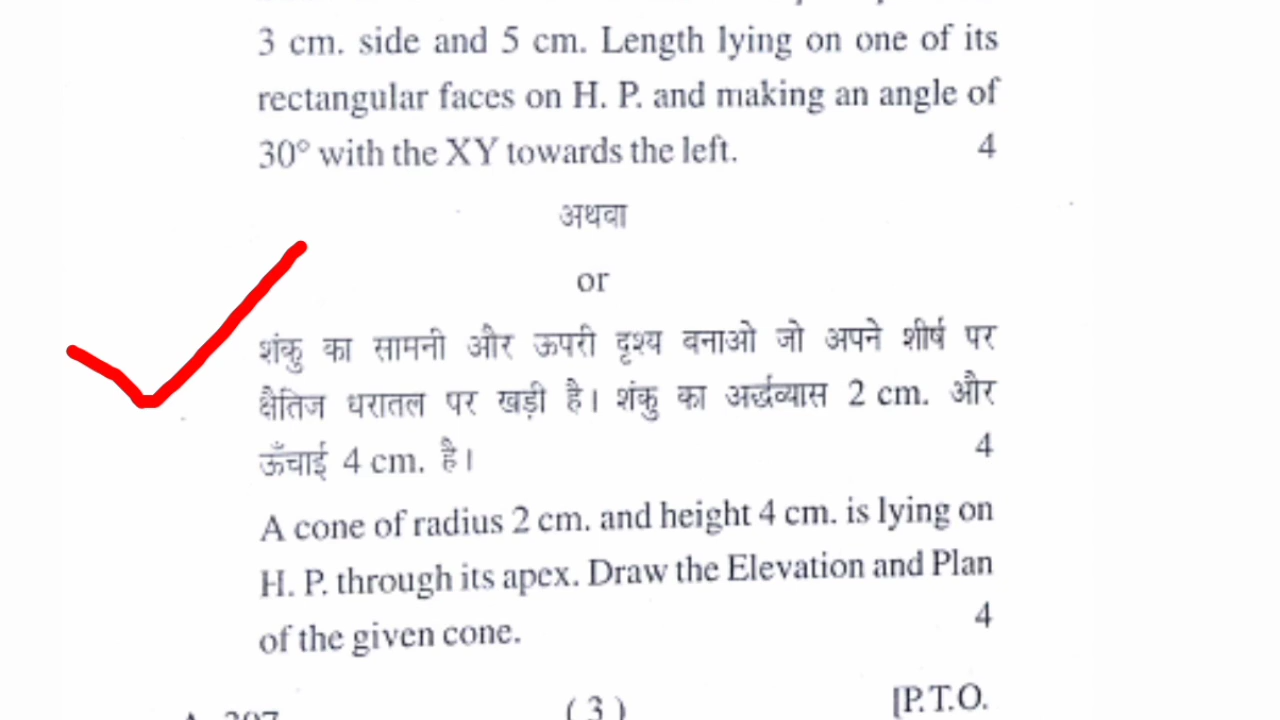 3 cm. side and 5 cm. Length lying on one of its
rectangular faces on H. P. and making an angle of
30° with the XY towards the left. 4
अथवा
or
शंकु का सामनी और ऊपरी दृश्य बनाओ जो अपने शीर्ष पर
क्षैतिज धरातल पर खड़ी है। शंकु का अर्द्धव्यास 2 cm. और
ऊँचाई 4 cm. है। 4
A cone of radius 2 cm. and height 4 cm. is lying on
H. P. through its apex. Draw the Elevation and Plan
of the given cone. 4
( 3 ) [P.T.O.